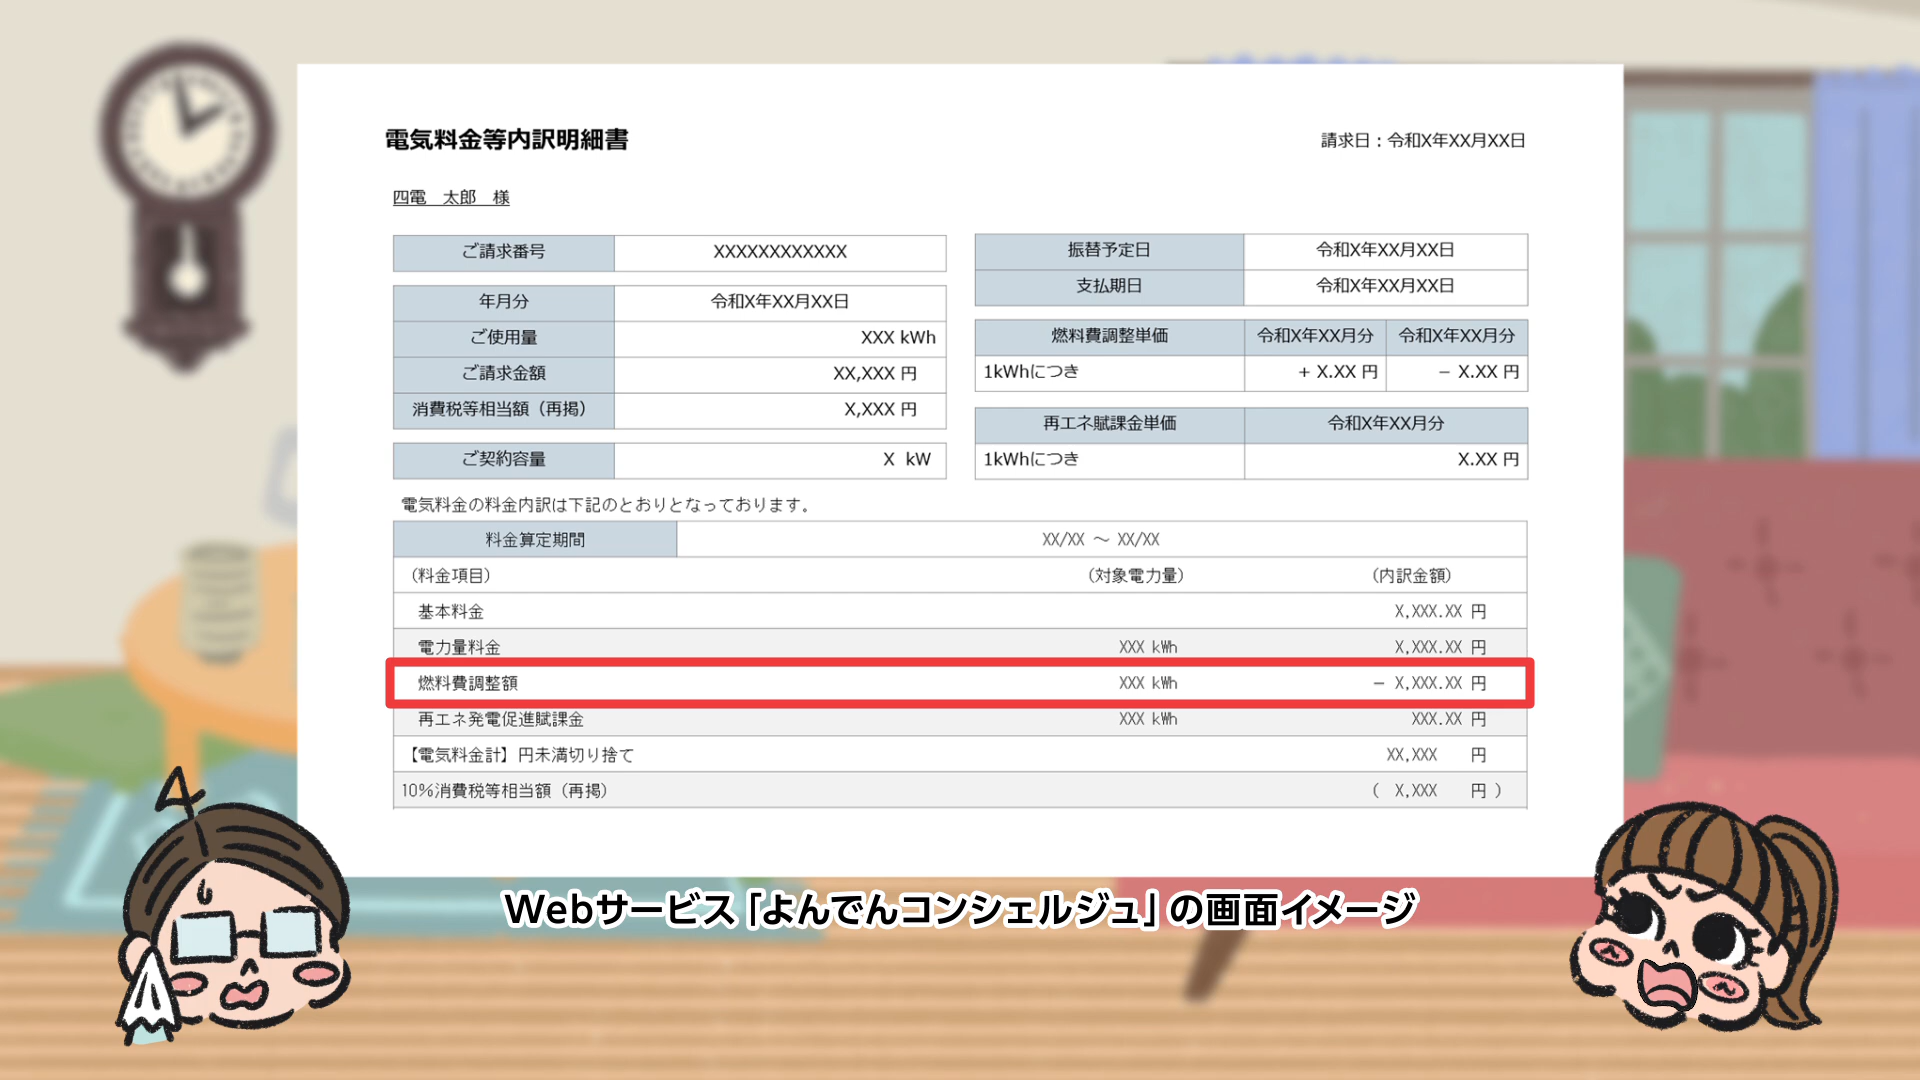 電気料金等内訳明細書
請求日：令和X年XX月XX日
四電　太郎　様
ご請求番号 XXXXXXXXXXXX
年月分 令和X年XX月XX日
ご使用量 XXX kWh
ご請求金額 XX,XXX 円
消費税等相当額（再掲） X,XXX 円
ご契約容量 X kW
振替予定日 令和X年XX月XX日
支払期日 令和X年XX月XX日
燃料費調整単価 令和X年XX月分 令和X年XX月分
1kWhにつき + X.XX 円 − X.XX 円
再エネ賦課金単価 令和X年XX月分
1kWhにつき X.XX 円
電気料金の料金内訳は下記のとおりとなっております。
料金算定期間 XX/XX ～ XX/XX
（料金項目） （対象電力量） （内訳金額）
基本料金 X,XXX.XX 円
電力量料金 XXX kWh X,XXX.XX 円
燃料費調整額 XXX kWh − X,XXX.XX 円
再エネ発電促進賦課金 XXX kWh XXX.XX 円
【電気料金計】円未満切り捨て XX,XXX 円
10%消費税等相当額（再掲） （ X,XXX 円 ）
Webサービス「よんでんコンシェルジュ」の画面イメージ